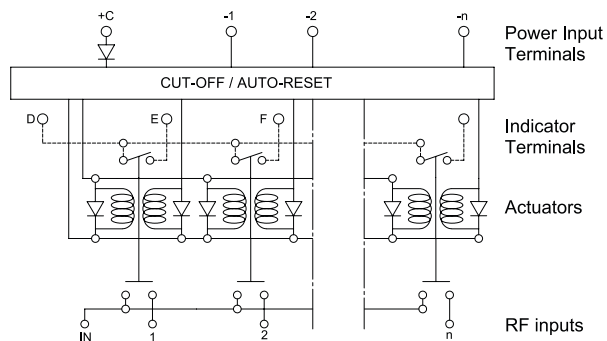 +C -1 -2 -n Power Input
Terminals
CUT-OFF / AUTO-RESET
D E F Indicator
Terminals
Actuators
IN 1 2 n RF inputs